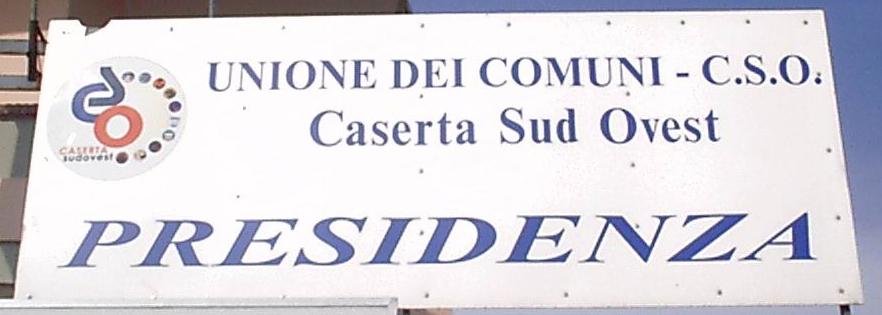 UNIONE DEI COMUNI - C.S.O.
Caserta Sud Ovest
CASERTA
sudovest
PRESIDENZA